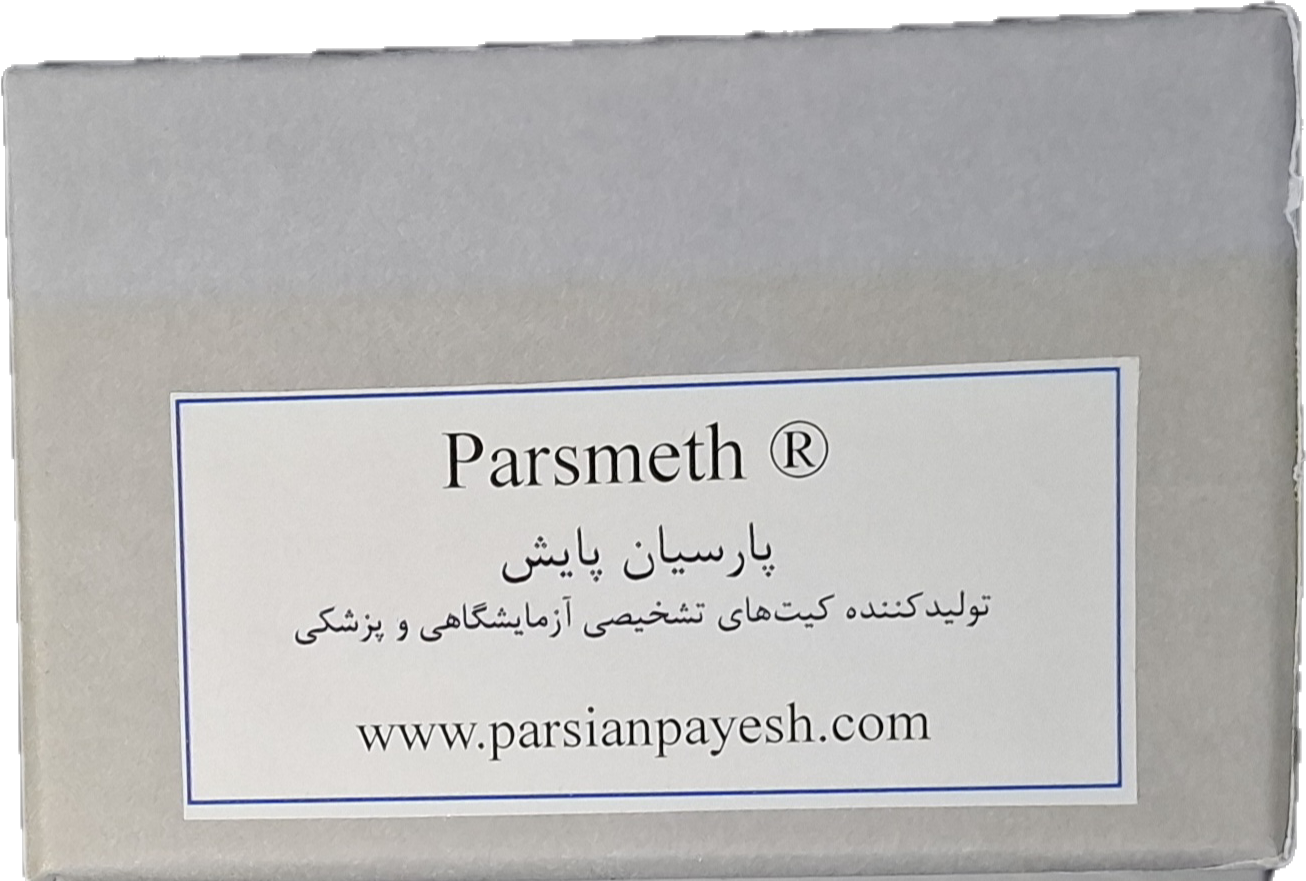 Parsmeth ®
پارسیان پایش
تولیدکننده کیت‌های تشخیصی آزمایشگاهی و پزشکی
www.parsianpayesh.com